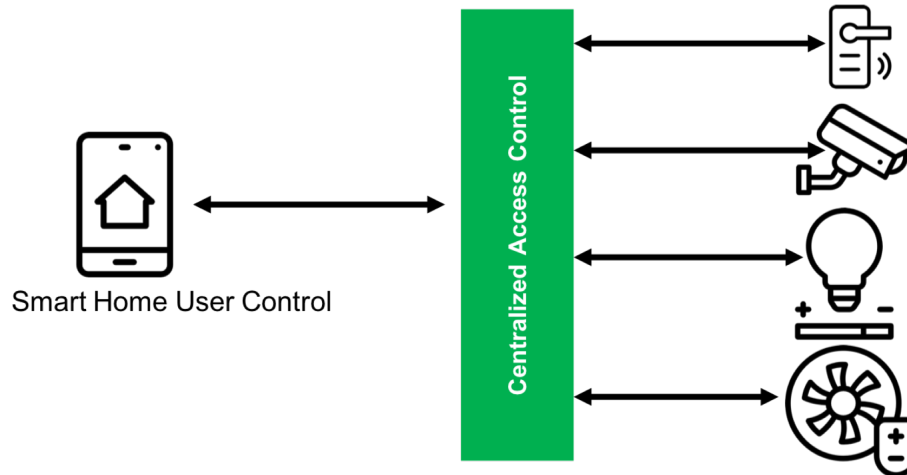 Centralized Access Control
Smart Home User Control
+ -
+
-